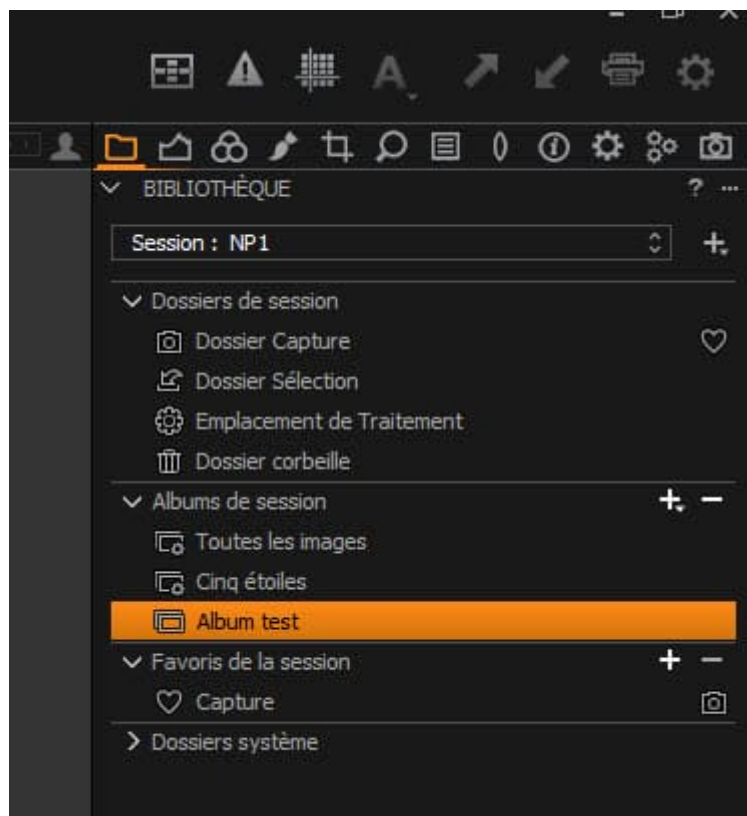 A
BIBLIOTHÈQUE ? ...
Session : NP1
Dossiers de session
Dossier Capture
Dossier Sélection
Emplacement de Traitement
Dossier corbeille
Albums de session
Toutes les images
Cinq étoiles
Album test
Favoris de la session
Capture
Dossiers système